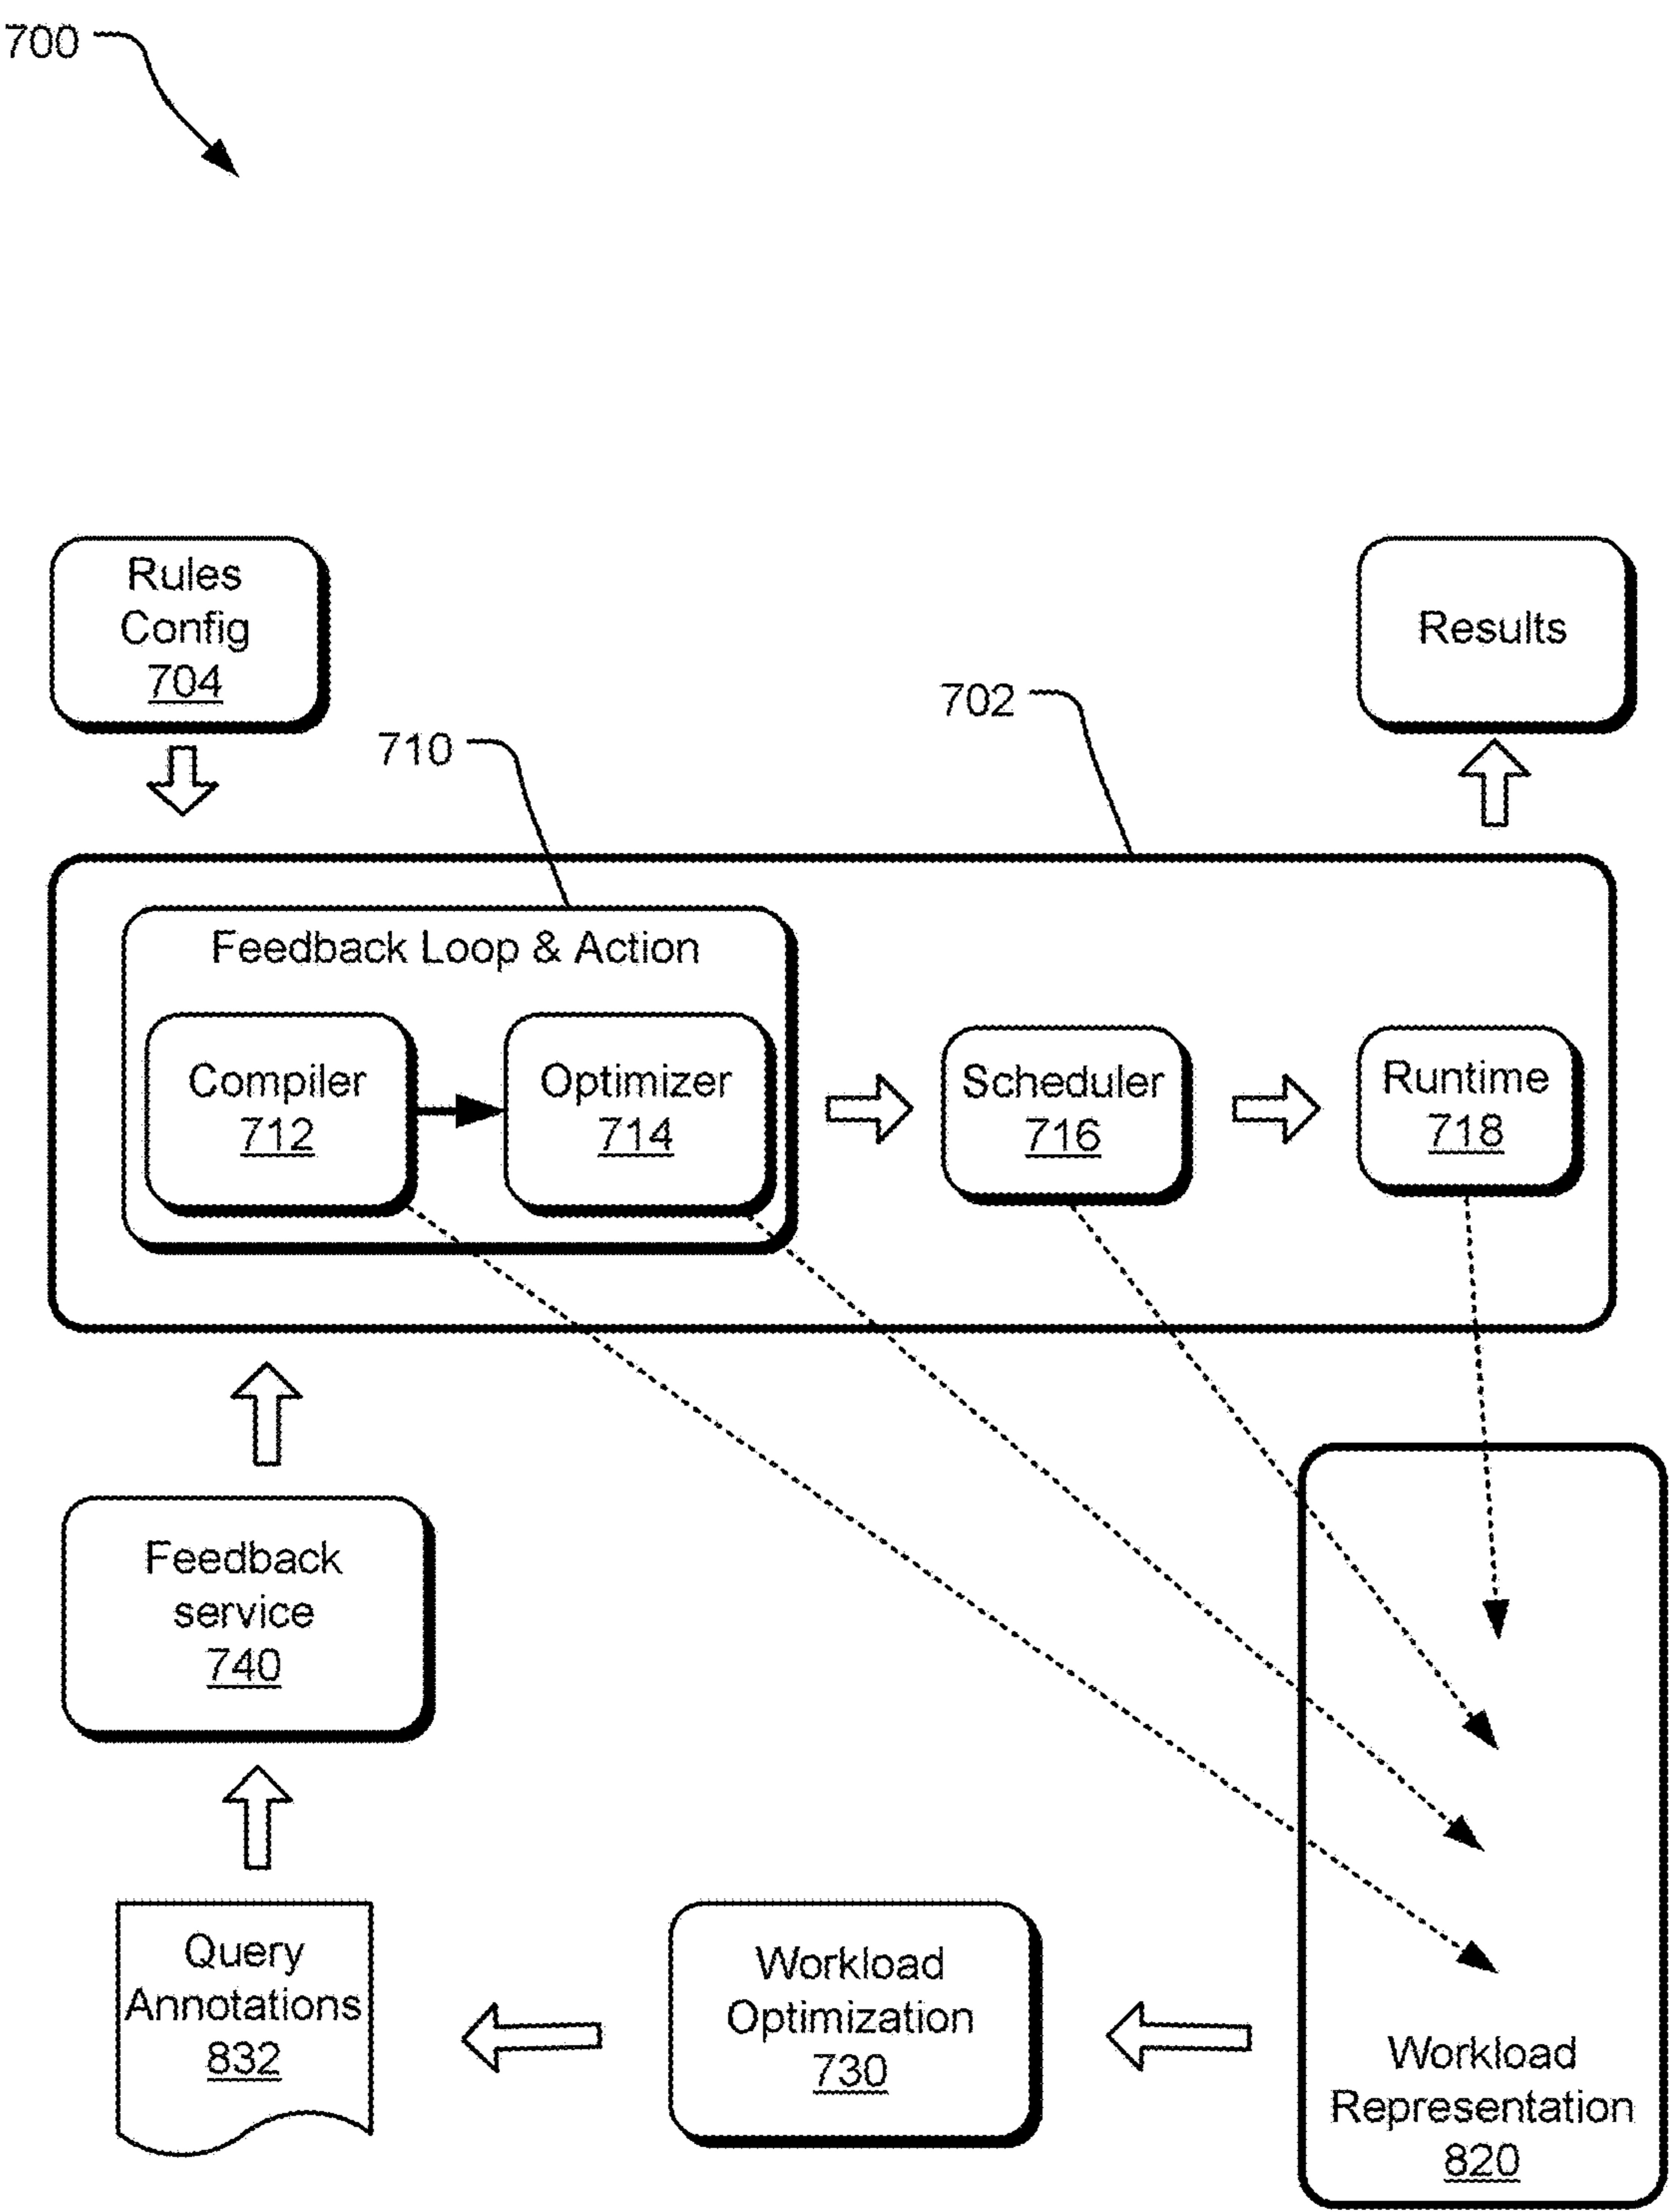 700
Rules
Config
704
Results
702
710
Feedback Loop & Action
Compiler
712
Optimizer
714
Scheduler
716
Runtime
718
Feedback
service
740
Query
Annotations
832
Workload
Optimization
730
Workload
Representation
820